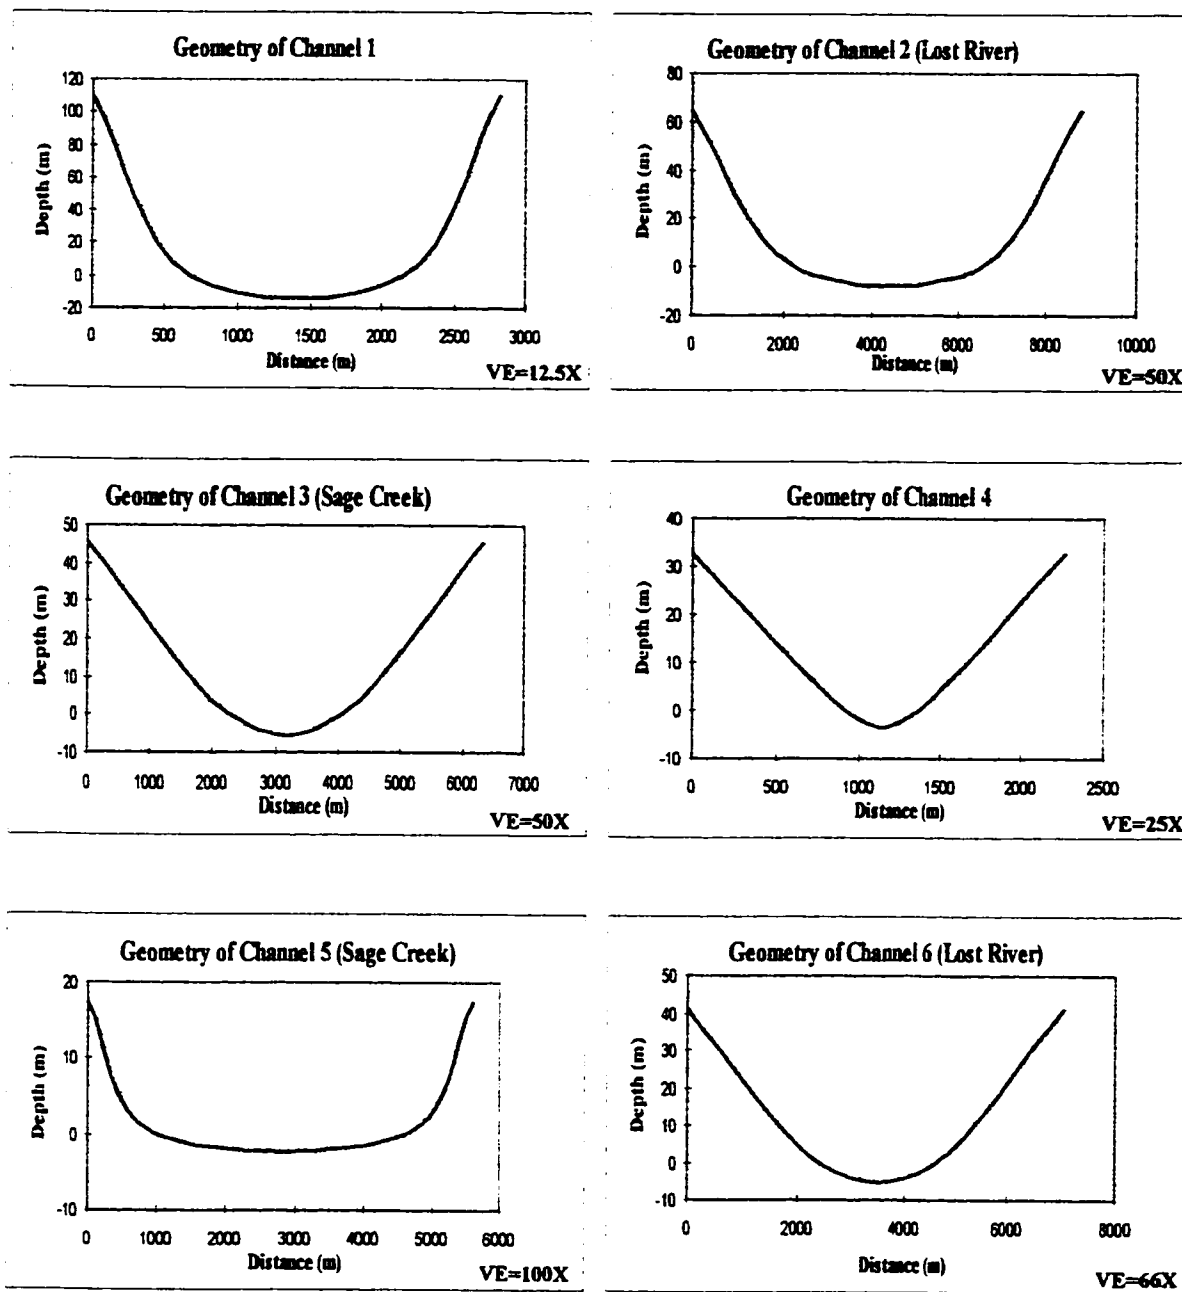 Geometry of Channel 1
120
100
80
60
40
20
0
-20
Depth (m)
0 500 1000 1500 2000 2500 3000
Distance (m)
VE=12.5X
Geometry of Channel 2 (Lost River)
80
60
40
20
0
-20
Depth (m)
0 2000 4000 6000 8000 10000
Distance (m)
VE=50X
Geometry of Channel 3 (Sage Creek)
50
40
30
20
10
0
-10
Depth (m)
0 1000 2000 3000 4000 5000 6000 7000
Distance (m)
VE=50X
Geometry of Channel 4
40
30
20
10
0
-10
Depth (m)
0 500 1000 1500 2000 2500
Distance (m)
VE=25X
Geometry of Channel 5 (Sage Creek)
20
10
0
-10
Depth (m)
0 1000 2000 3000 4000 5000 6000
Distance (m)
VE=100X
Geometry of Channel 6 (Lost River)
50
40
30
20
10
0
-10
Depth (m)
0 2000 4000 6000 8000
Distance (m)
VE=66X